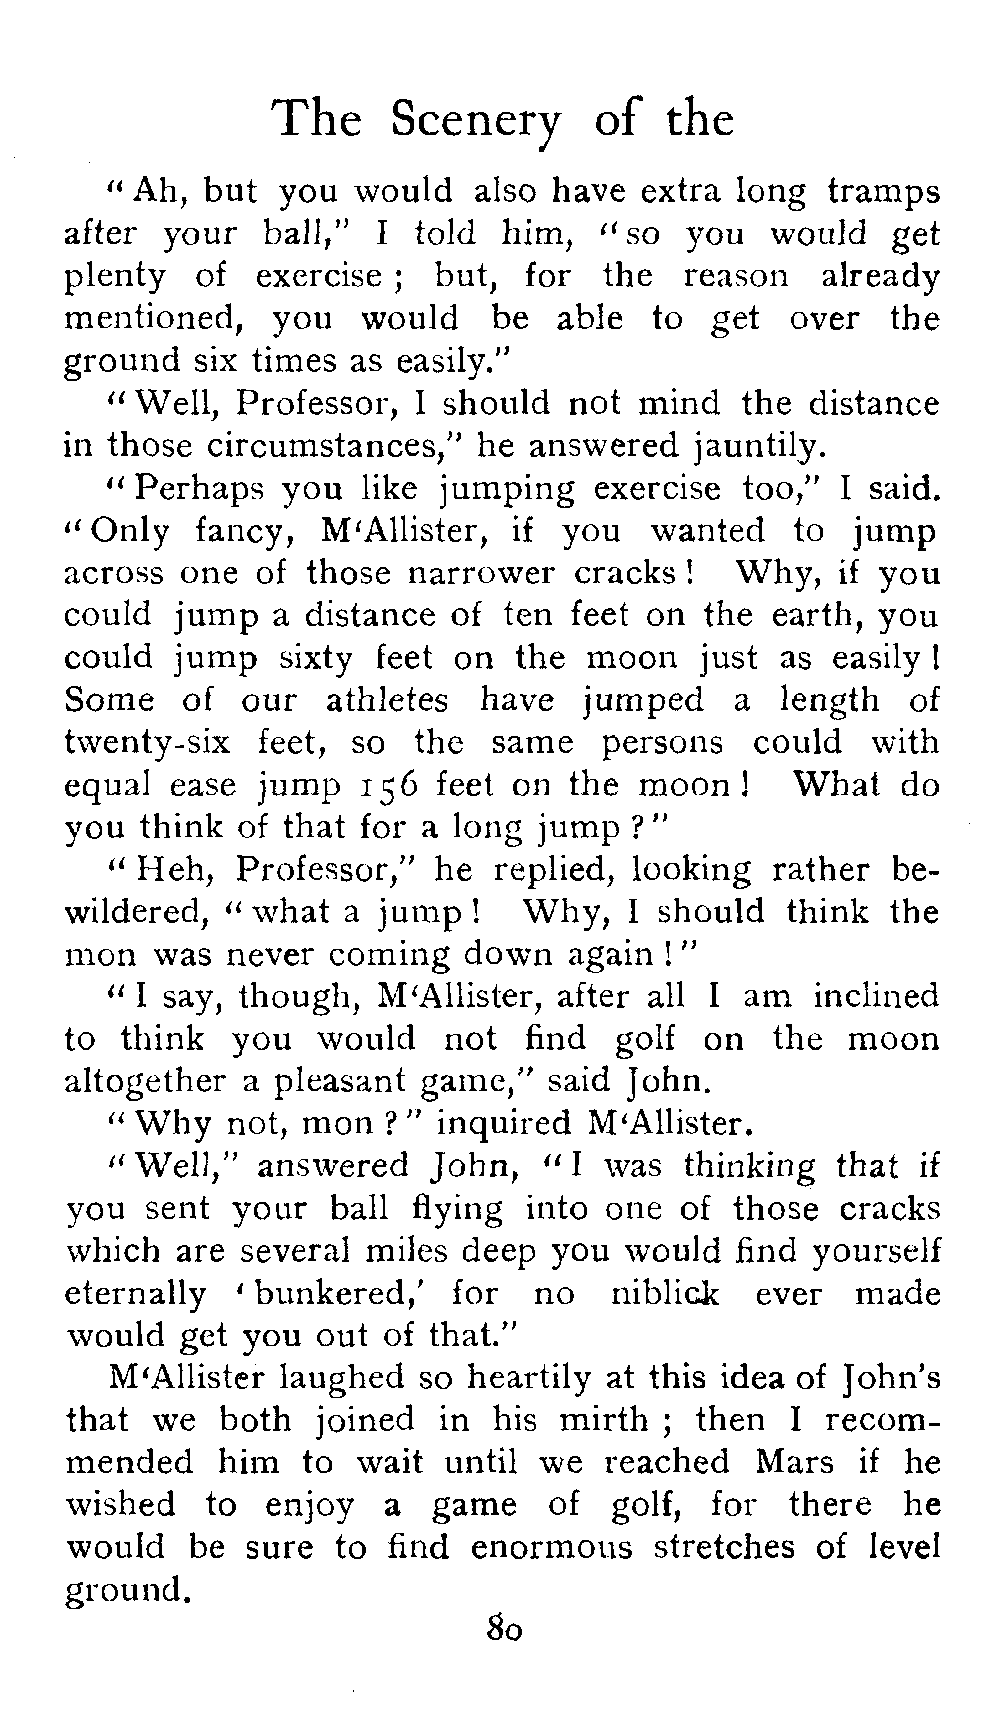 The Scenery of the
"Ah, but you would also have extra long tramps
after your ball," I told him, "so you would get
plenty of exercise; but, for the reason already
mentioned, you would be able to get over the
ground six times as easily."
"Well, Professor, I should not mind the distance
in those circumstances," he answered jauntily.
"Perhaps you like jumping exercise too," I said.
"Only fancy, M'Allister, if you wanted to jump
across one of those narrower cracks! Why, if you
could jump a distance of ten feet on the earth, you
could jump sixty feet on the moon just as easily!
Some of our athletes have jumped a length of
twenty-six feet, so the same persons could with
equal ease jump 156 feet on the moon! What do
you think of that for a long jump?"
"Heh, Professor," he replied, looking rather be-
wildered, "what a jump! Why, I should think the
mon was never coming down again!"
"I say, though, M'Allister, after all I am inclined
to think you would not find golf on the moon
altogether a pleasant game," said John.
"Why not, mon?" inquired M'Allister.
"Well," answered John, "I was thinking that if
you sent your ball flying into one of those cracks
which are several miles deep you would find yourself
eternally 'bunkered,' for no niblick ever made
would get you out of that."
M'Allister laughed so heartily at this idea of John's
that we both joined in his mirth; then I recom-
mended him to wait until we reached Mars if he
wished to enjoy a game of golf, for there he
would be sure to find enormous stretches of level
ground.
80